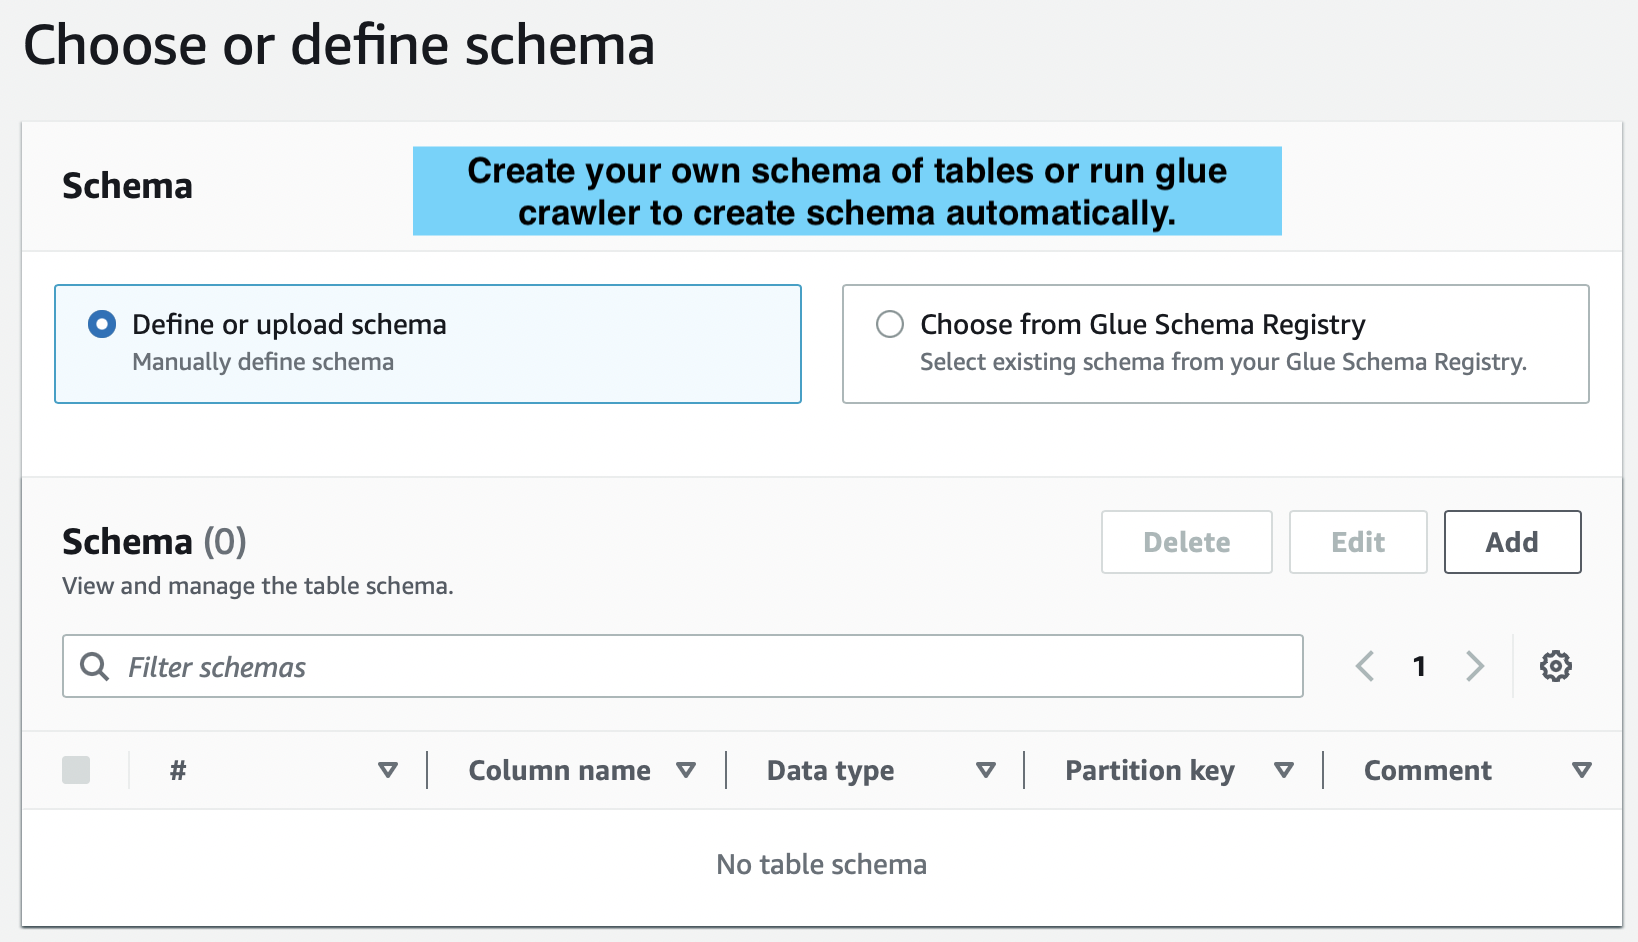 Choose or define schema
Schema
Create your own schema of tables or run glue
crawler to create schema automatically.
Define or upload schema
Manually define schema
Choose from Glue Schema Registry
Select existing schema from your Glue Schema Registry.
Schema (0)
View and manage the table schema.
Delete
Edit
Add
Filter schemas
1
# Column name Data type Partition key Comment
No table schema